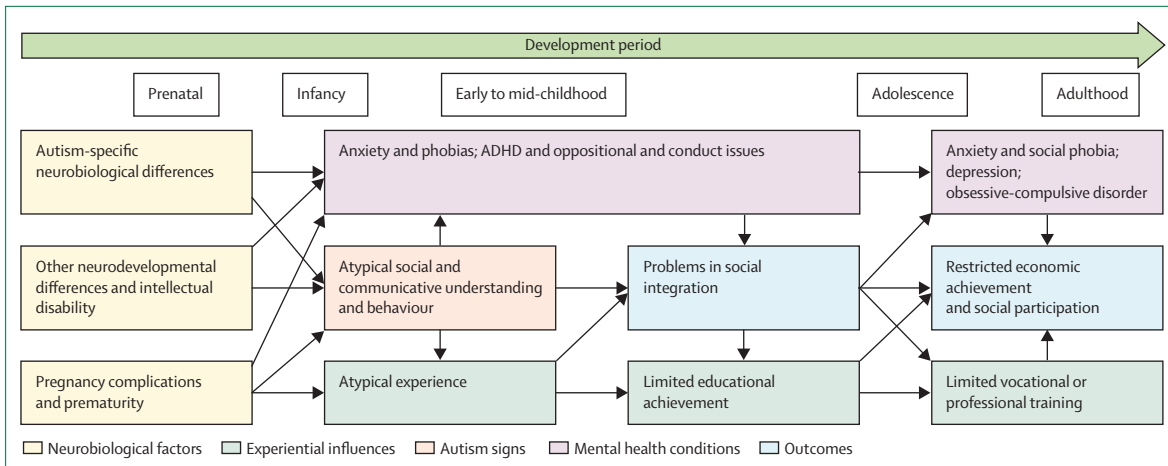 Development period
Prenatal
Infancy
Early to mid-childhood
Adolescence
Adulthood
Autism-specific
neurobiological differences
Anxiety and phobias; ADHD and oppositional and conduct issues
Anxiety and social phobia;
depression;
obsessive-compulsive disorder
Other neurodevelopmental
differences and intellectual
disability
Atypical social and
communicative understanding
and behaviour
Problems in social
integration
Restricted economic
achievement
and social participation
Pregnancy complications
and prematurity
Atypical experience
Limited educational
achievement
Limited vocational or
professional training
Neurobiological factors
Experiential influences
Autism signs
Mental health conditions
Outcomes